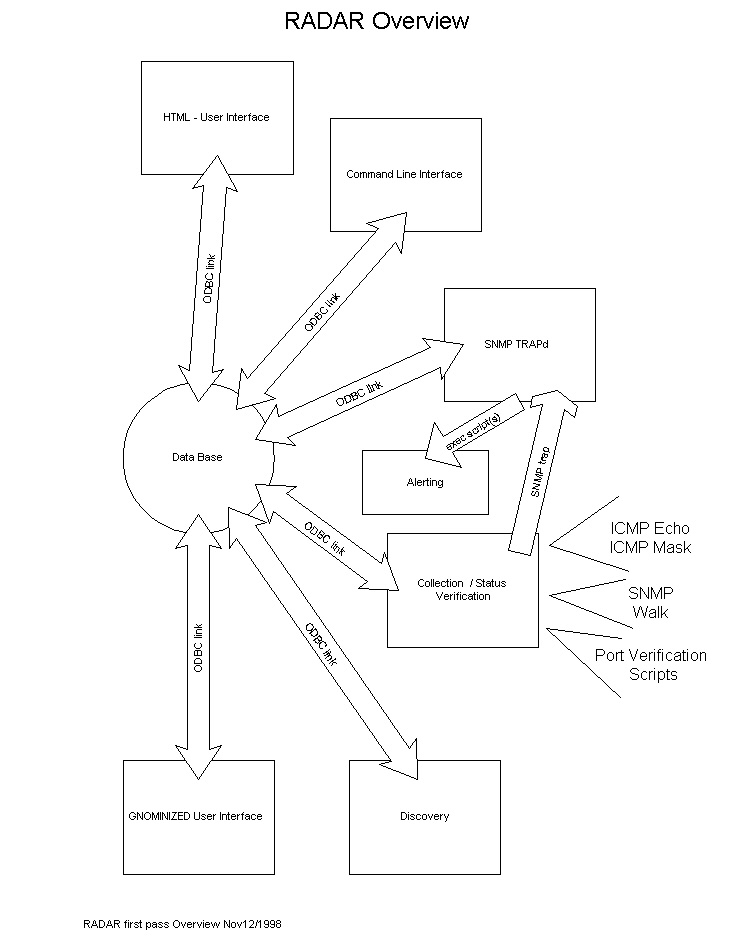 RADAR Overview
HTML - User Interface
Command Line Interface
ODBC link
ODBC link
SNMP TRAPd
ODBC link
exec script(s)
Data Base
Alerting
SNMP trap
ODBC link
ICMP Echo
ICMP Mask
Collection / Status
Verification
SNMP
Walk
ODBC link
ODBC link
Port Verification
Scripts
GNOMINIZED User Interface
Discovery
RADAR first pass Overview Nov12/1998